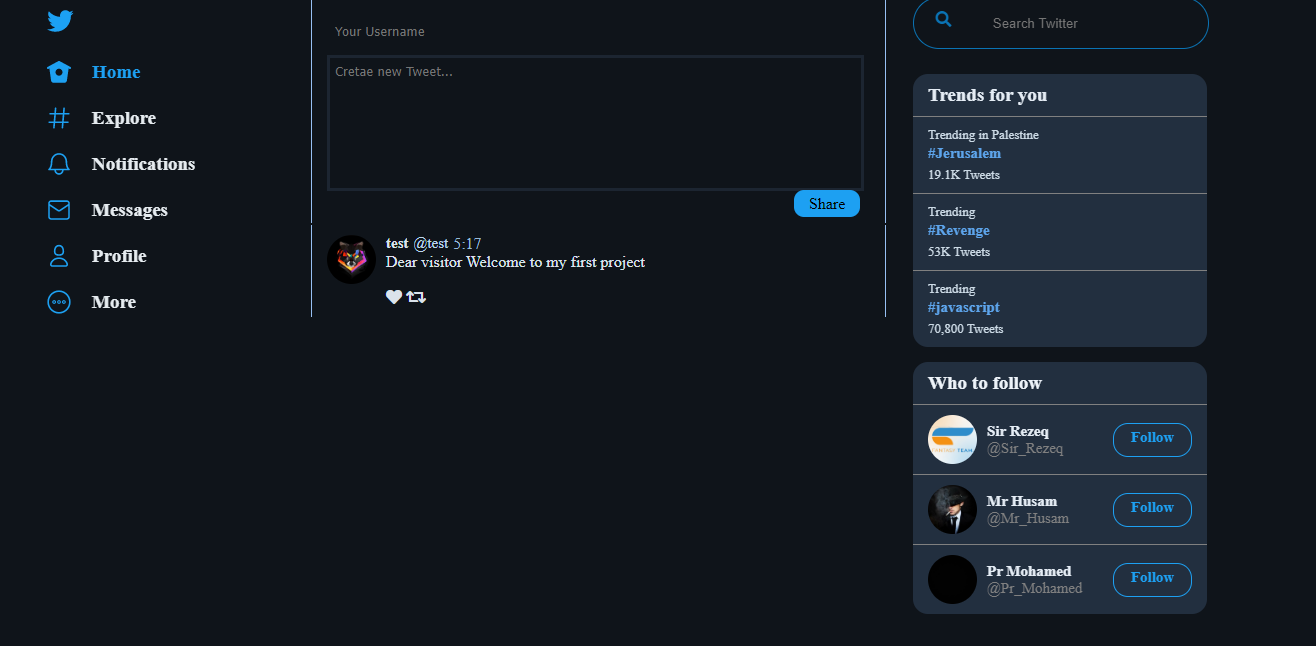 Home
Explore
Notifications
Messages
Profile
More
Your Username
Cretae new Tweet...
Share
test @test 5:17
Dear visitor Welcome to my first project
Search Twitter
Trends for you
Trending in Palestine
#Jerusalem
19.1K Tweets
Trending
#Revenge
53K Tweets
Trending
#javascript
70,800 Tweets
Who to follow
Sir Rezeq
@Sir_Rezeq
Follow
Mr Husam
@Mr_Husam
Follow
Pr Mohamed
@Pr_Mohamed
Follow